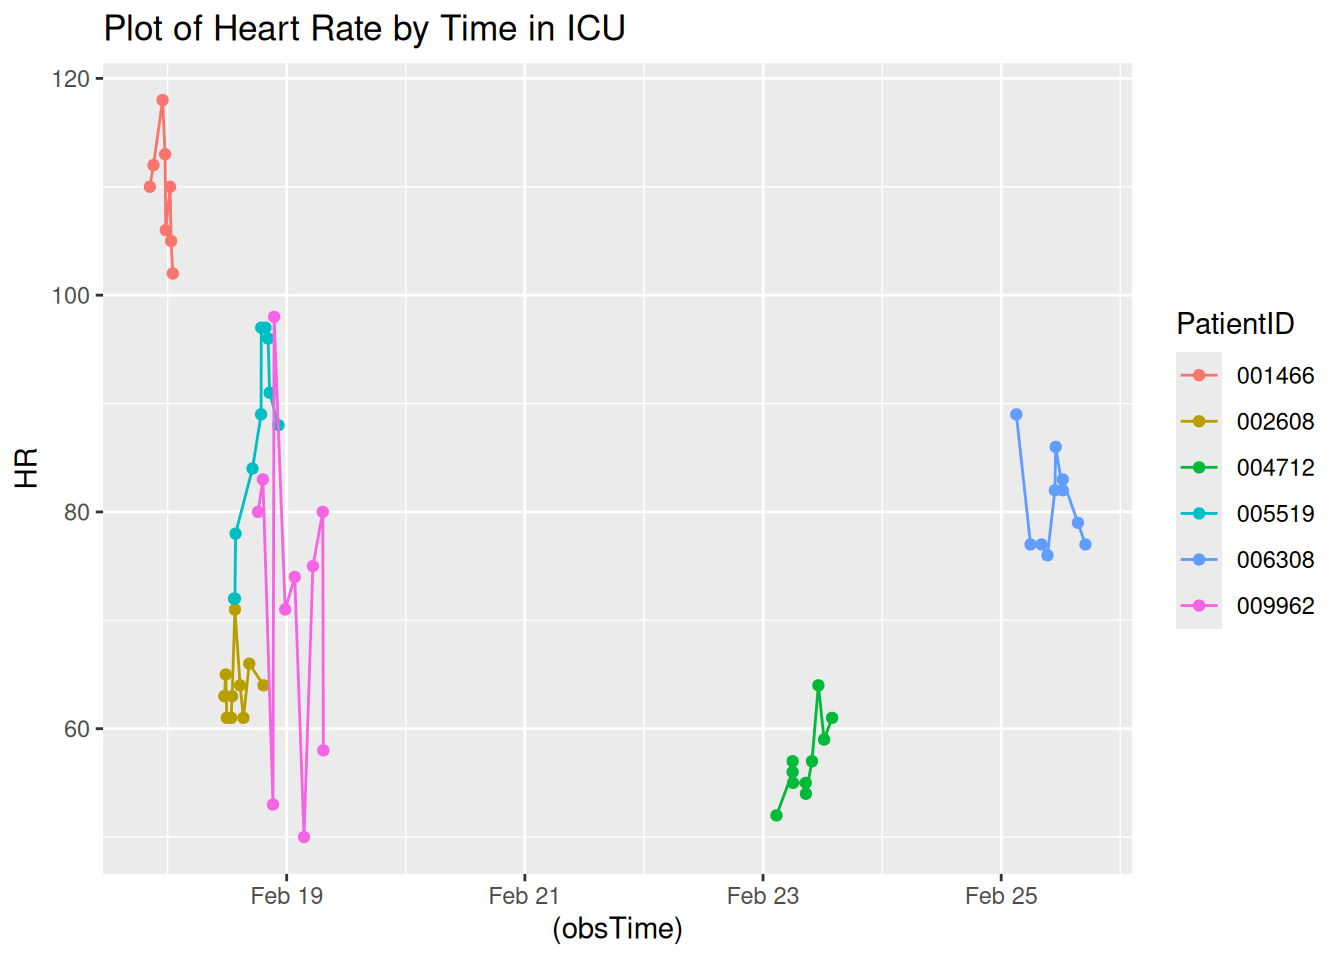 Plot of Heart Rate by Time in ICU
120
100
80
60
HR
Feb 19
Feb 21
Feb 23
Feb 25
(obsTime)
PatientID
001466
002608
004712
005519
006308
009962